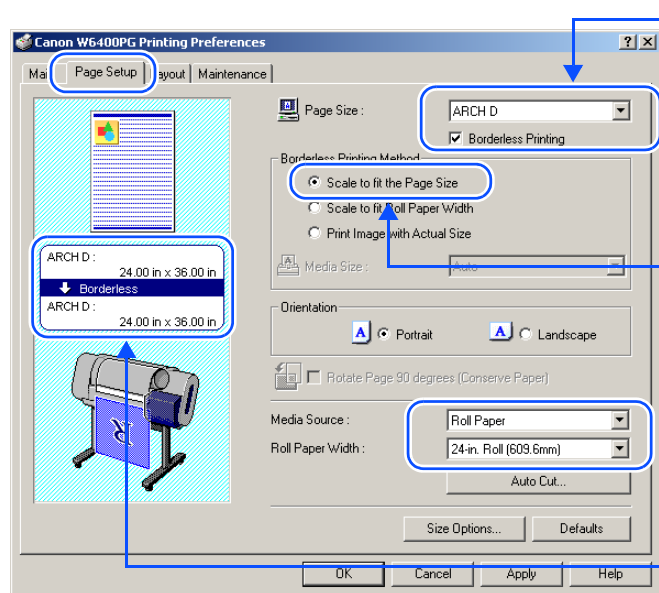 Canon W6400PG Printing Preferences
Page Setup Layout Maintenance
Page Size :
ARCH D
Borderless Printing
Borderless Printing Method
Scale to fit the Page Size
Scale to fit Roll Paper Width
Print Image with Actual Size
Media Size :
Auto
ARCH D :
24.00 in x 36.00 in
Borderless
ARCH D :
24.00 in x 36.00 in
Orientation
A Portrait
A Landscape
Rotate Page 90 degrees (Conserve Paper)
R
Media Source :
Roll Paper
Roll Paper Width :
24-in. Roll (609.6mm)
Auto Cut...
Size Options...
Defaults
OK
Cancel
Apply
Help